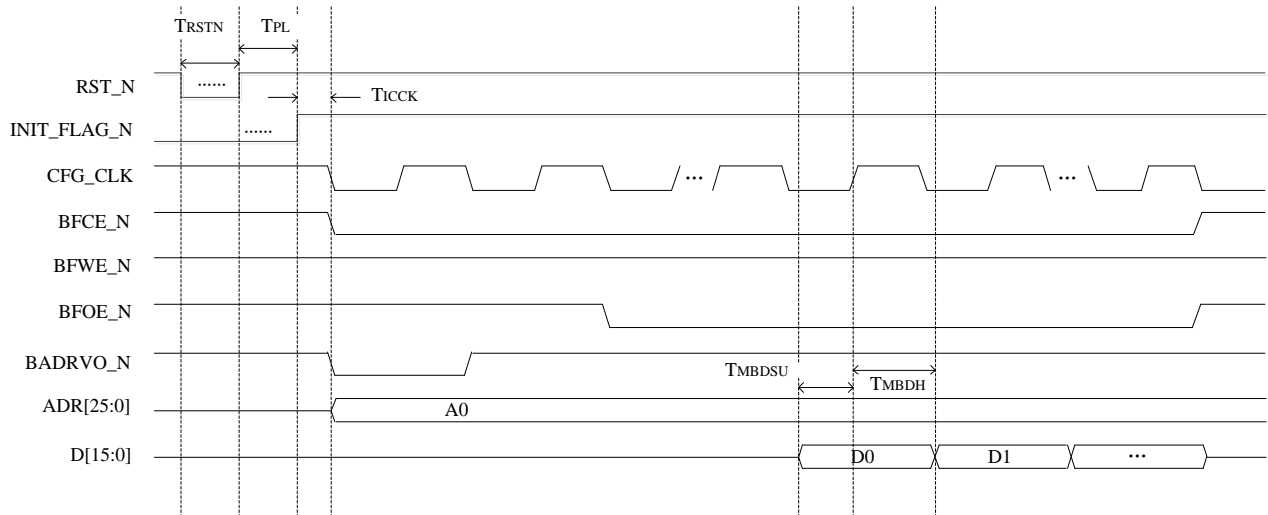 TRSTN TPL
RST_N ......
TICCK
INIT_FLAG_N ......
CFG_CLK ... ...
BFCE_N
BFWE_N
BFOE_N
BADRVO_N
TMBDSU TMBDH
ADR[25:0] A0
D[15:0] D0 D1 ...